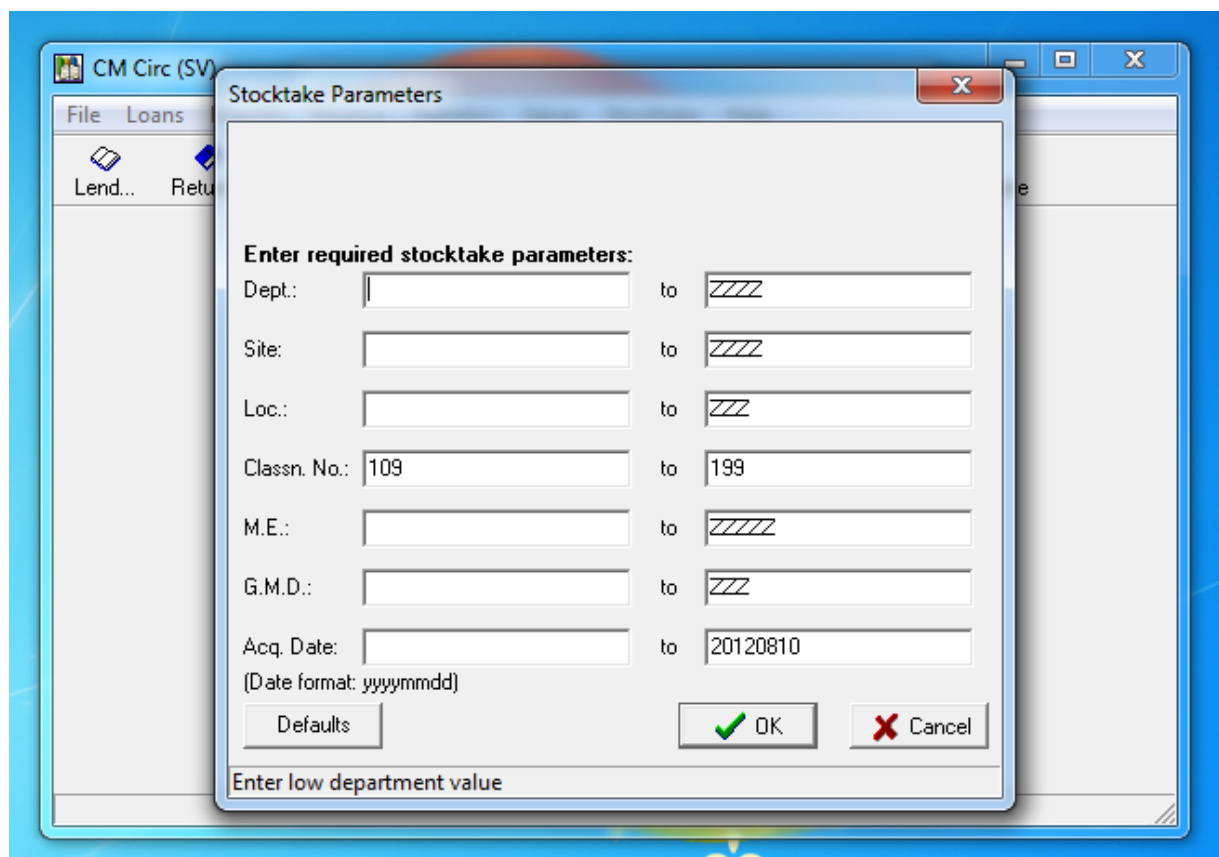 CM Circ (SV)
Stocktake Parameters
File Loans
Lend... Retu
Enter required stocktake parameters:
Dept.: to ZZZZ
Site: to ZZZZ
Loc.: to ZZZ
Classn. No.: 109 to 199
M.E.: to ZZZZZ
G.M.D.: to ZZZ
Acq. Date: to 20120810
(Date format: yyyymmdd)
Defaults OK Cancel
Enter low department value